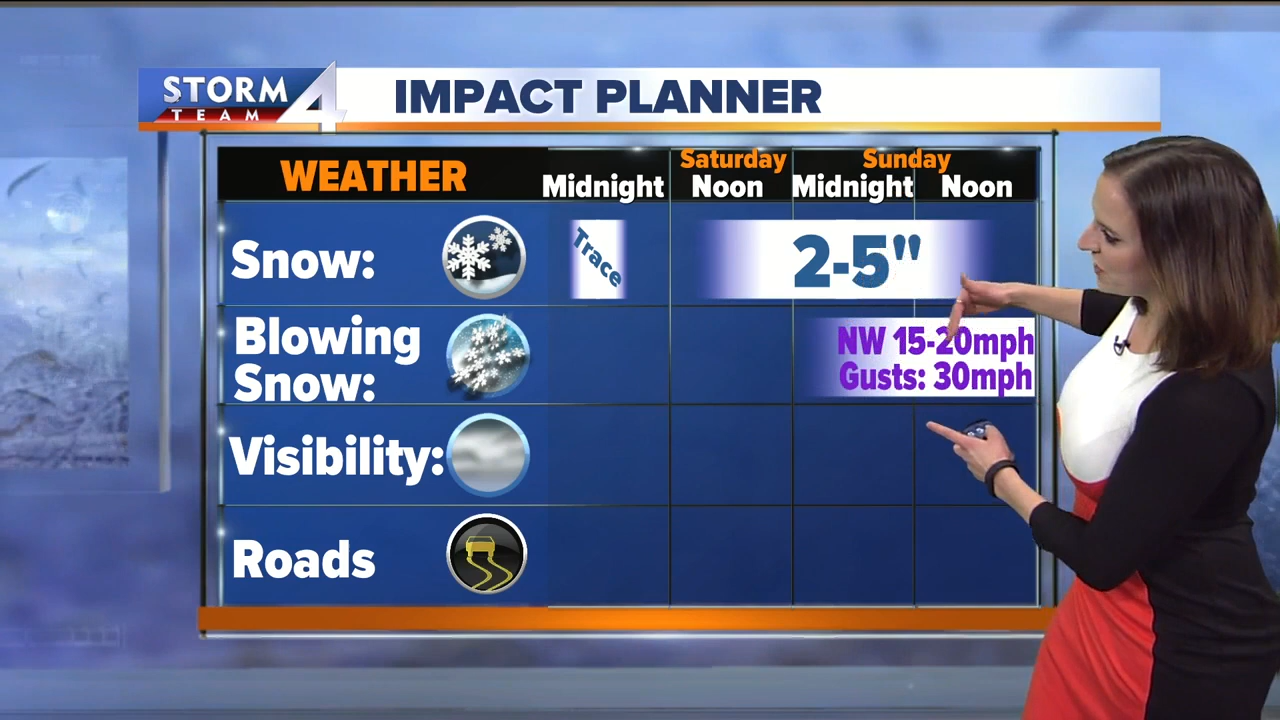 STORM 4
TEAM
IMPACT PLANNER
WEATHER
Saturday
Sunday
Midnight
Noon
Midnight
Noon
Snow:
Trace
2-5"
Blowing
Snow:
NW 15-20mph
Gusts: 30mph
Visibility:
Roads